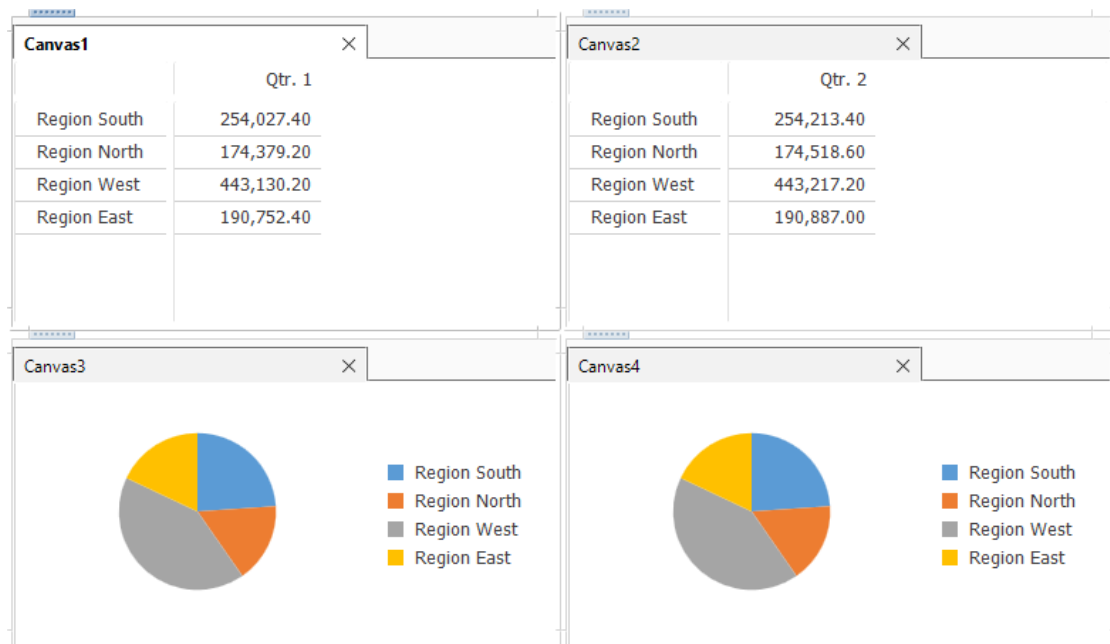 Canvas1
Qtr. 1
Region South 254,027.40
Region North 174,379.20
Region West 443,130.20
Region East 190,752.40
Canvas2
Qtr. 2
Region South 254,213.40
Region North 174,518.60
Region West 443,217.20
Region East 190,887.00
Canvas3
Region South
Region North
Region West
Region East
Canvas4
Region South
Region North
Region West
Region East